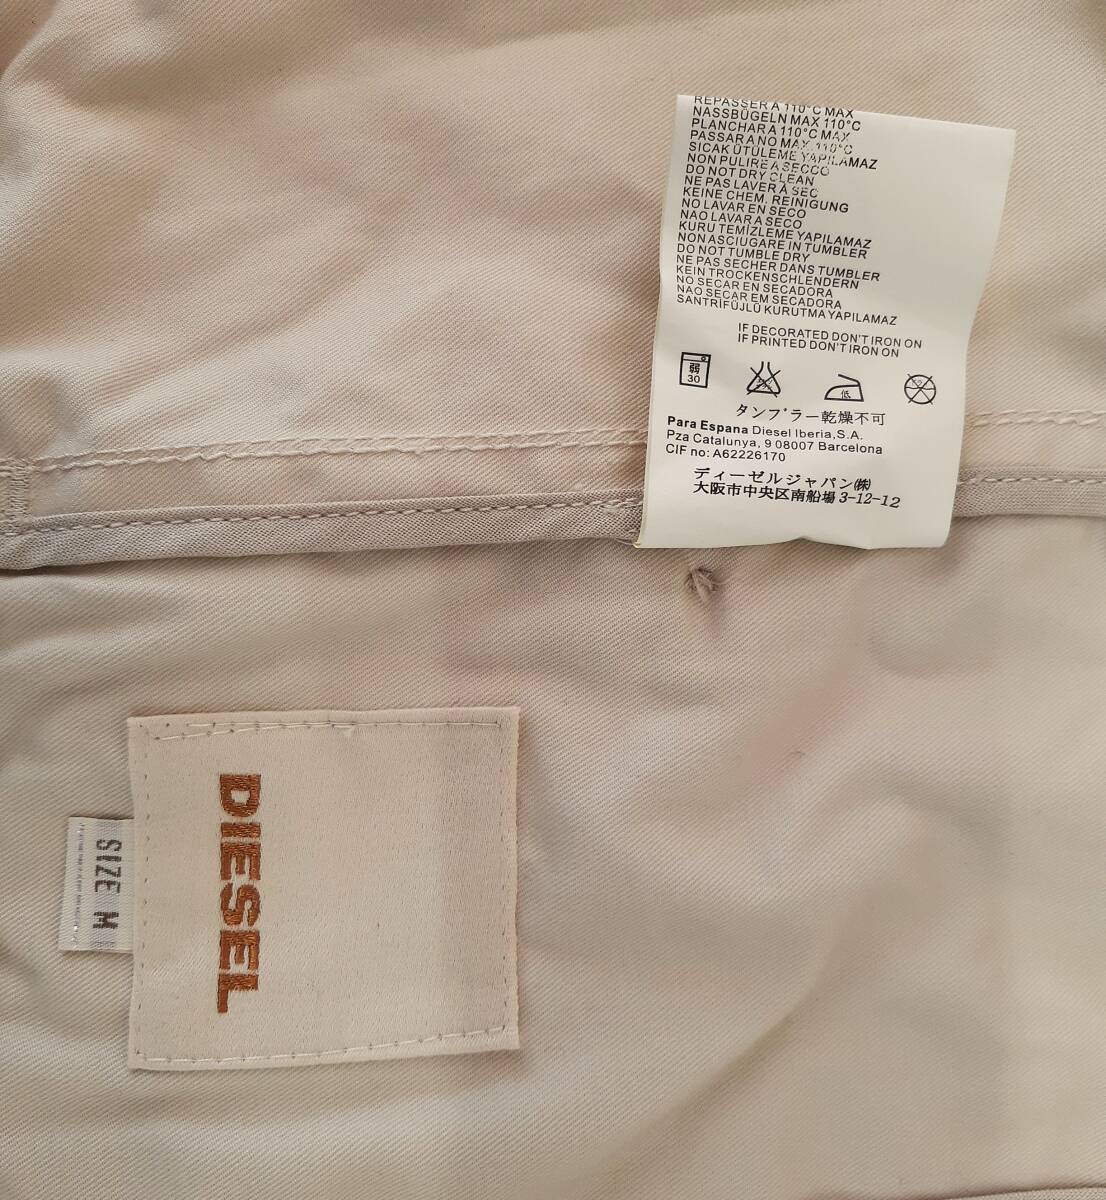 REPASSER A 110°C MAX
NASSBÜGELN MAX 110°C
PLANCHAR A 110°C MAX
PASSAR A NO MAX 110°C
SICAK ÜTÜLEME YAPILAMAZ
NON PULIRE A SECCO
DO NOT DRY CLEAN
NE PAS LAVER À SEC
KEINE CHEM. REINIGUNG
NO LAVAR EN SECO
NAO LAVAR A SECO
KURU TEMİZLEME YAPILAMAZ
NON ASCIUGARE IN TUMBLER
DO NOT TUMBLE DRY
NE PAS SECHER DANS TUMBLER
KEIN TROCKENSCHLENDERN
NO SECAR EN SECADORA
NAO SECAR EM SECADORA
SANTRİFÜJLÜ KURUTMA YAPILAMAZ
IF DECORATED DON'T IRON ON
IF PRINTED DON'T IRON ON
弱
30
低
タンプラー乾燥不可
Para Espana Diesel Iberia,S.A.
Pza Catalunya, 9 08007 Barcelona
CIF no: A62226170
ディーゼルジャパン㈱
大阪市中央区南船場3-12-12
DIESEL
SIZE M